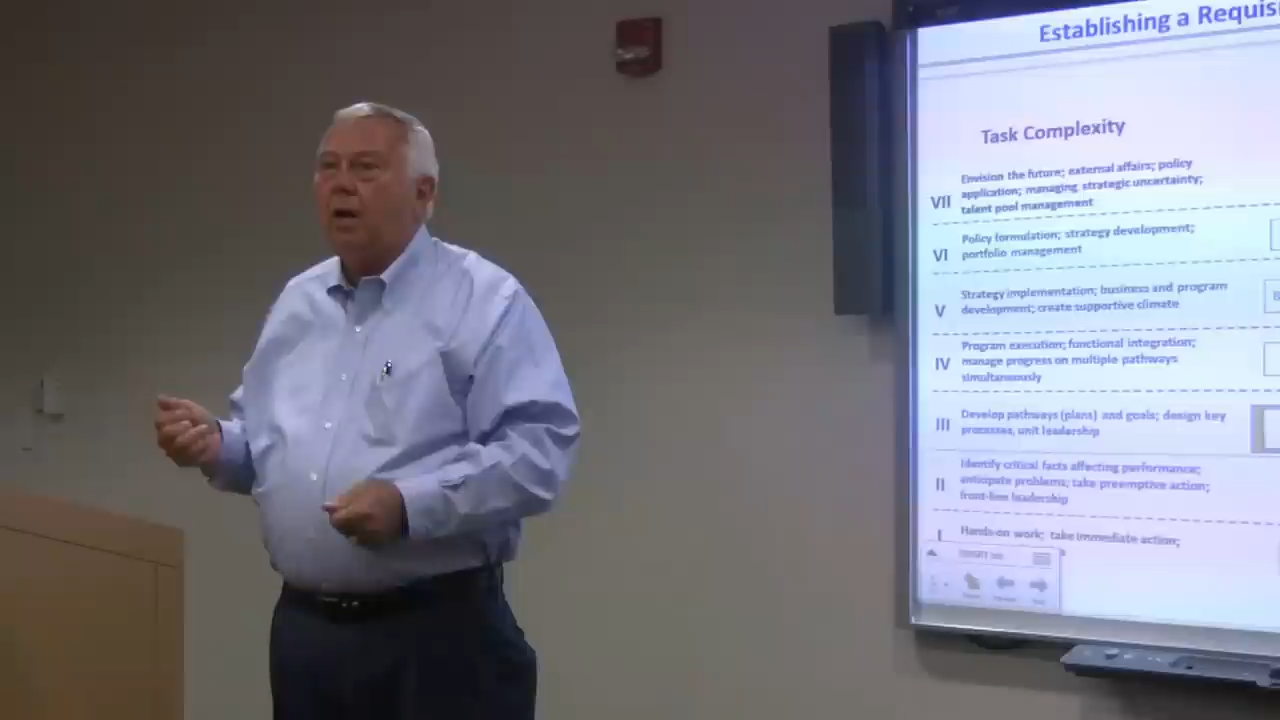 Establishing a Requis
Task Complexity
Envision the future; external affairs; policy
application; managing strategic uncertainty;
talent pool management
VII
Policy formulation; strategy development;
portfolio management
VI
Strategy implementation; business and program
development; create supportive climate
V
Program execution; functional integration;
manage progress on multiple pathways
simultaneously
IV
Develop pathways (plans) and goals; design key
processes, unit leadership
III
Identify critical facts affecting performance;
anticipate problems; take preemptive action;
front-line leadership
II
Hands-on work; take immediate action;
I